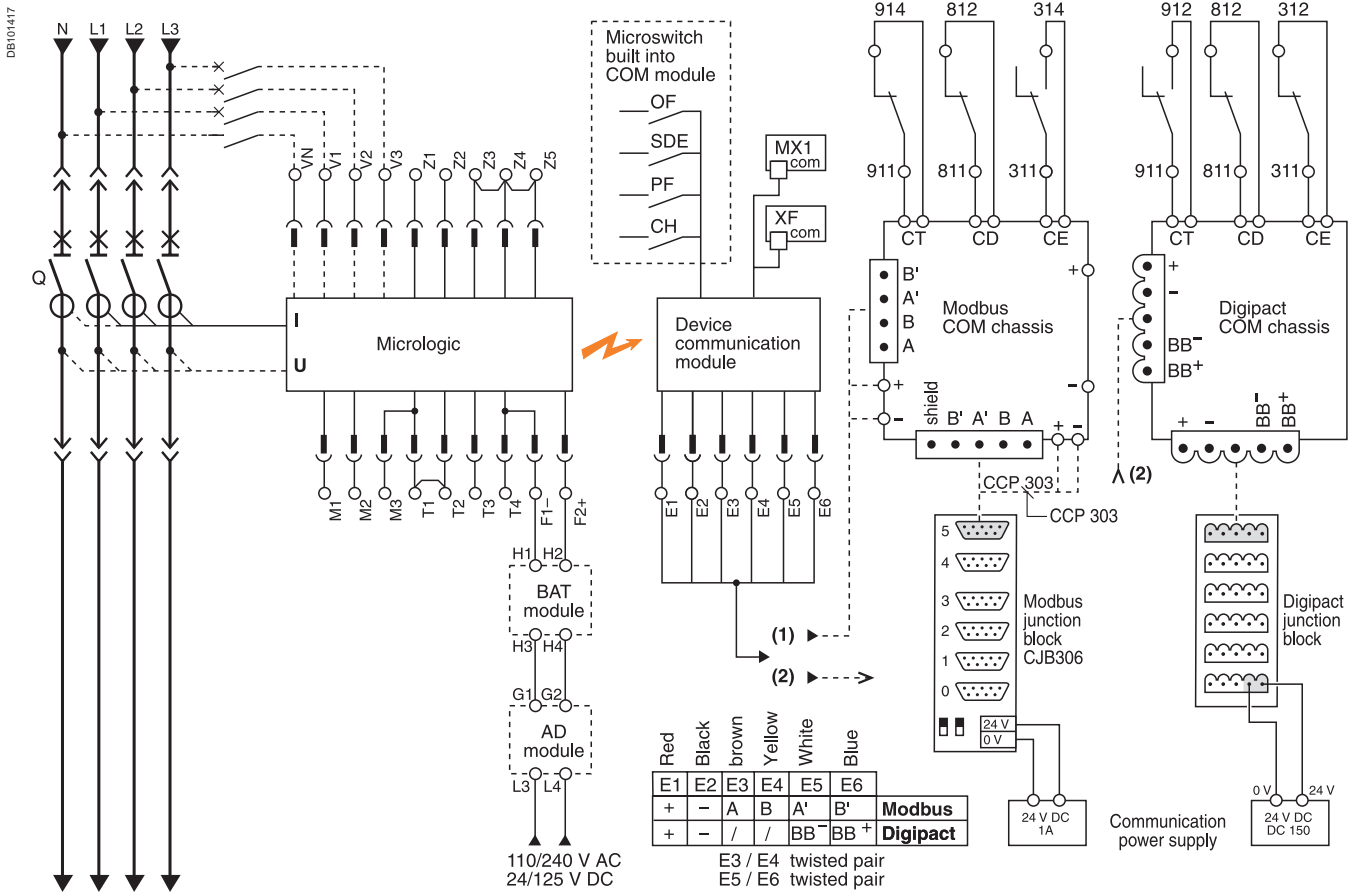 DB101417
N L1 L2 L3
Q
VN V1 V2 V3 Z1 Z2 Z3 Z4 Z5
I
U
Micrologic
M1 M2 M3 T1 T2 T3 T4 F1– F2+
H1 H2
BAT
module
H3 H4
G1 G2
AD
module
L3 L4
110/240 V AC
24/125 V DC
Microswitch
built into
COM module
OF
SDE
PF
CH
MX1
com
XF
com
Device
communication
module
E1 E2 E3 E4 E5 E6
(1)
(2)
Red Black brown Yellow White Blue
E1 E2 E3 E4 E5 E6
+ – A B A' B' Modbus
+ – / / BB– BB+ Digipact
E3 / E4 twisted pair
E5 / E6 twisted pair
914 812 314
911 811 311
CT CD CE
B'
A'
B
A
+
–
+
–
Modbus
COM chassis
shield B' A' B A + –
CCP 303
CCP 303
5
4
3
2
1
0
Modbus
junction
block
CJB306
24 V
0 V
24 V DC
1A
Communication
power supply
912 812 312
911 811 311
CT CD CE
+
–
BB–
BB+
Digipact
COM chassis
+ – BB– BB+
(2)
Digipact
junction
block
0 V 24 V
24 V DC
DC 150